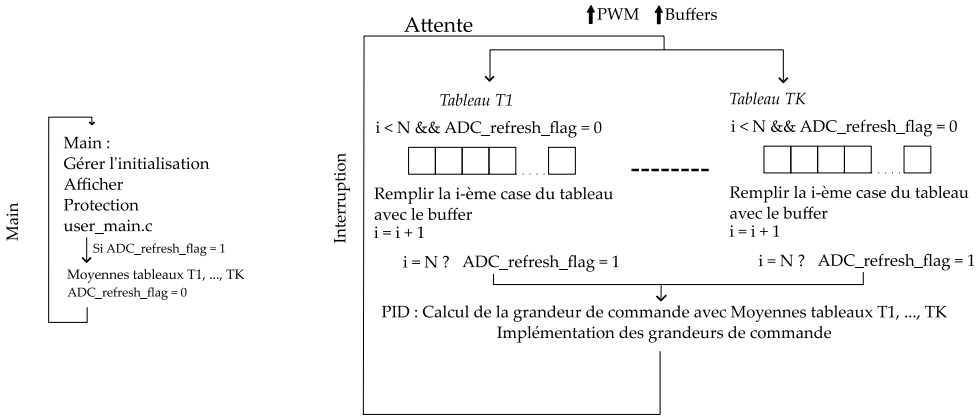 Main
Main :
Gérer l'initialisation
Afficher
Protection
user_main.c
Si ADC_refresh_flag = 1
Moyennes tableaux T1, ..., TK
ADC_refresh_flag = 0
Interruption
Attente
PWM
Buffers
Tableau T1
i < N && ADC_refresh_flag = 0
.....
Remplir la i-ème case du tableau
avec le buffer
i = i + 1
i = N ? ADC_refresh_flag = 1
Tableau TK
i < N && ADC_refresh_flag = 0
.....
Remplir la i-ème case du tableau
avec le buffer
i = i + 1
i = N ? ADC_refresh_flag = 1
PID : Calcul de la grandeur de commande avec Moyennes tableaux T1, ..., TK
Implémentation des grandeurs de commande